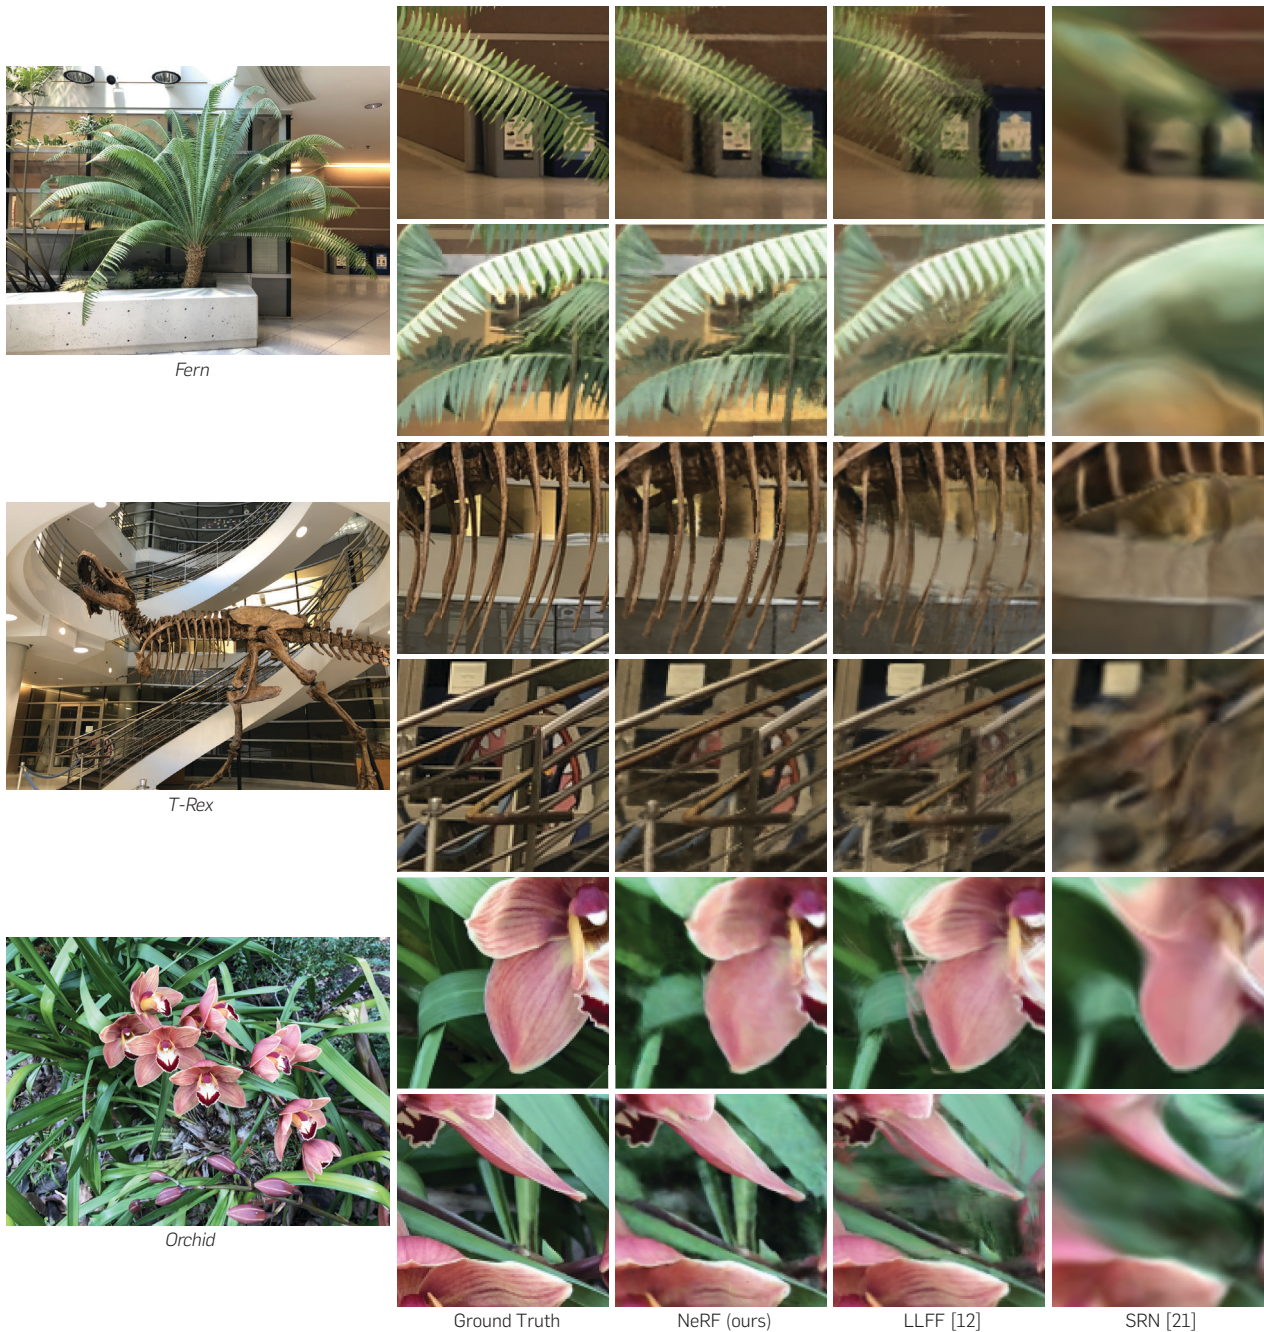 Fern
T-Rex
Orchid
Ground Truth
NeRF (ours)
LLFF [12]
SRN [21]